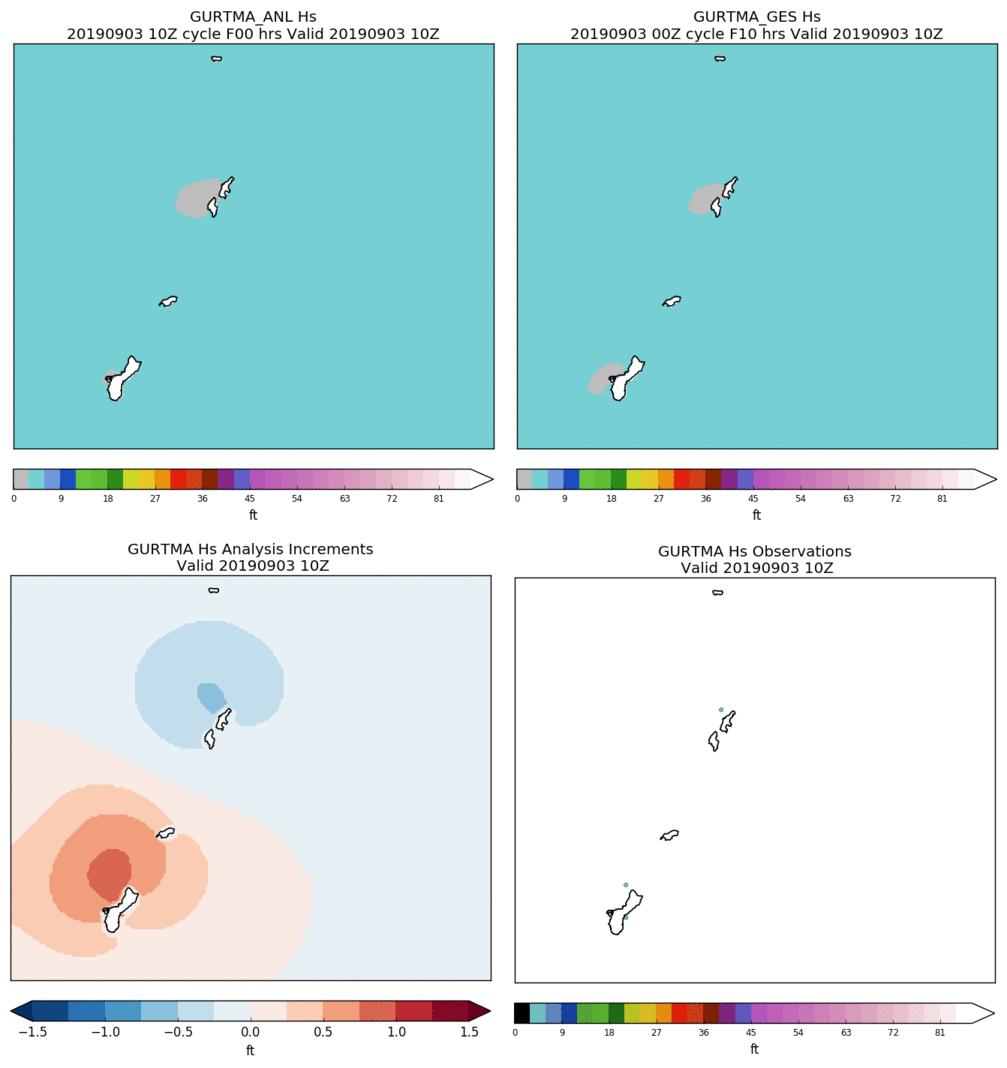 GURTMA_ANL Hs
20190903 10Z cycle F00 hrs Valid 20190903 10Z
0 9 18 27 36 45 54 63 72 81
ft
GURTMA_GES Hs
20190903 00Z cycle F10 hrs Valid 20190903 10Z
0 9 18 27 36 45 54 63 72 81
ft
GURTMA Hs Analysis Increments
Valid 20190903 10Z
−1.5 −1.0 −0.5 0.0 0.5 1.0 1.5
ft
GURTMA Hs Observations
Valid 20190903 10Z
0 9 18 27 36 45 54 63 72 81
ft